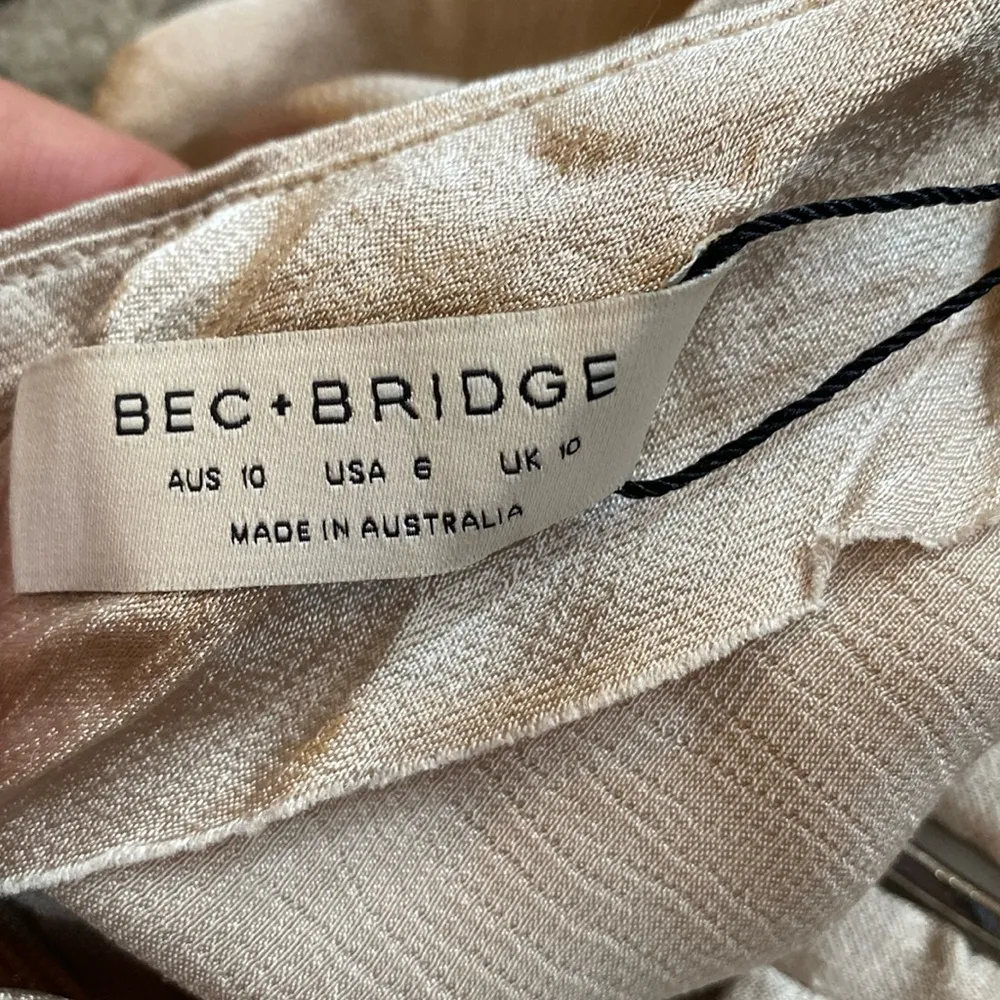 BEC+BRIDGE
AUS 10 USA 6 UK 10
MADE IN AUSTRALIA